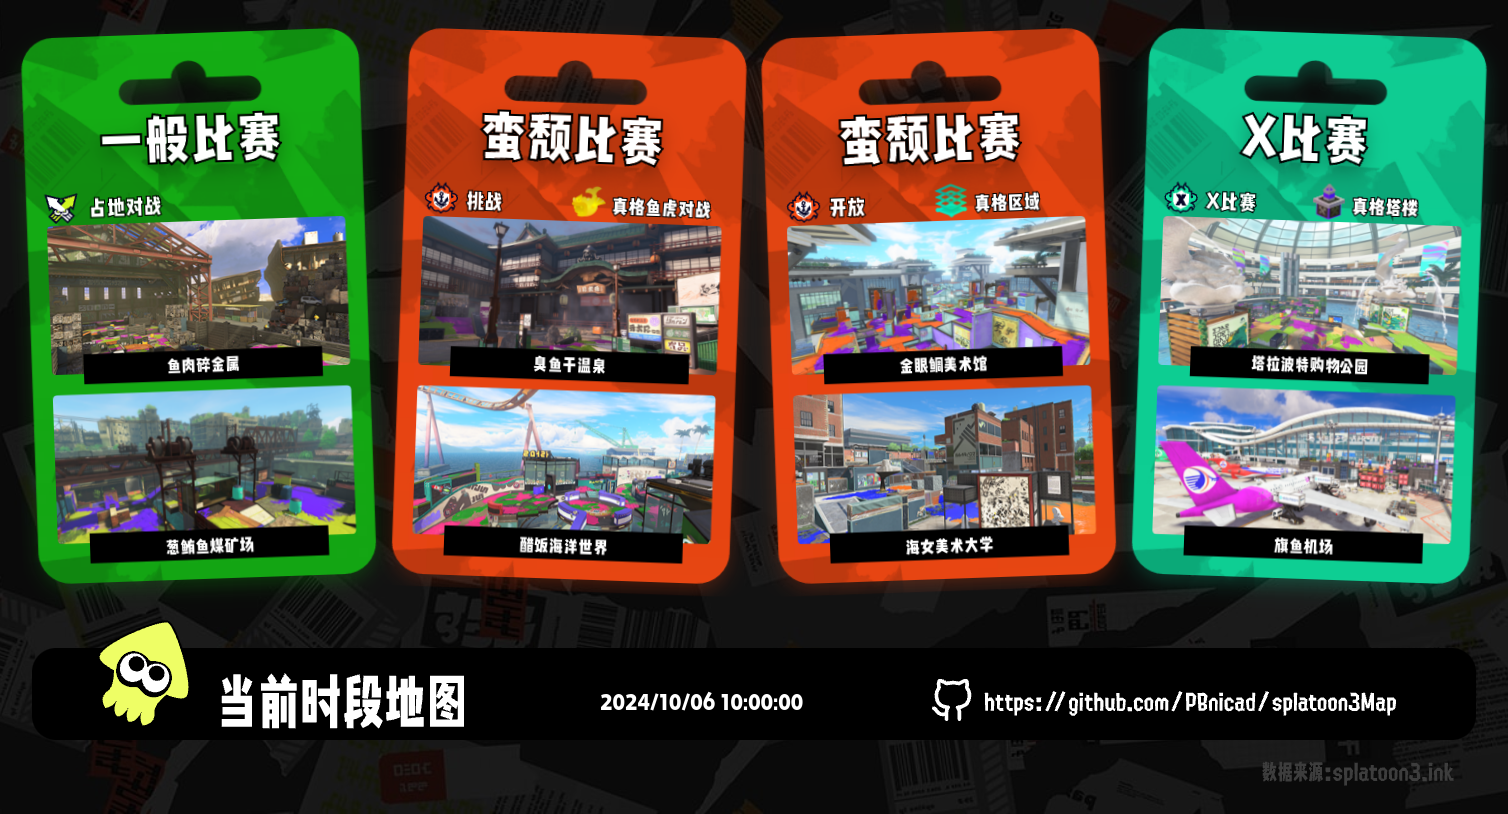 一般比赛
占地对战
鱼肉碎金属
葱鲔鱼煤矿场
蛮颓比赛
挑战
真格鱼虎对战
臭鱼干温泉
醋饭海洋世界
蛮颓比赛
开放
真格区域
金眼鲷美术馆
海女美术大学
X比赛
X比赛
真格塔楼
塔拉波特购物公园
旗鱼机场
当前时段地图
2024/10/06 10:00:00
https://github.com/PBnicad/splatoon3Map
数据来源:splatoon3.ink